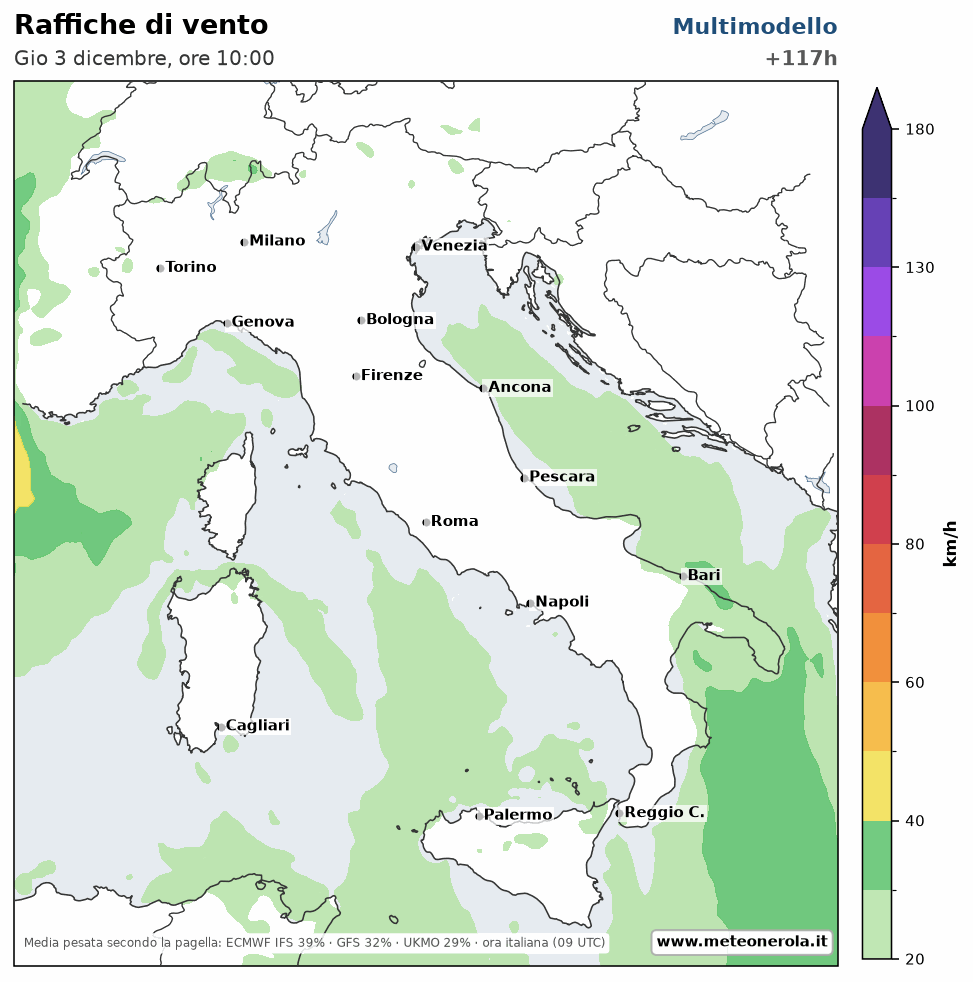 Raffiche di vento
Multimodello
Gio 3 dicembre, ore 10:00
+117h
180
130
100
80
60
40
20
km/h
Milano
Venezia
Torino
Genova
Bologna
Firenze
Ancona
Pescara
Roma
Bari
Napoli
Cagliari
Palermo
Reggio C.
Media pesata secondo la pagella: ECMWF IFS 39% · GFS 32% · UKMO 29% · ora italiana (09 UTC)
www.meteonerola.it